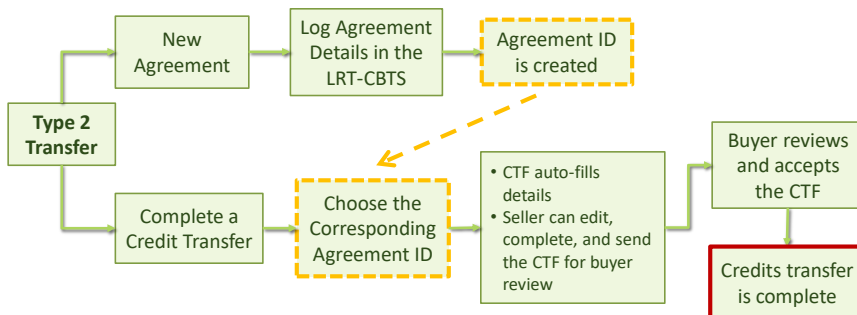 Type 2
Transfer
New
Agreement
Log Agreement
Details in the
LRT-CBTS
Agreement ID
is created
Complete a
Credit Transfer
Choose the
Corresponding
Agreement ID
• CTF auto-fills
details
• Seller can edit,
complete, and send
the CTF for buyer
review
Buyer reviews
and accepts
the CTF
Credits transfer
is complete